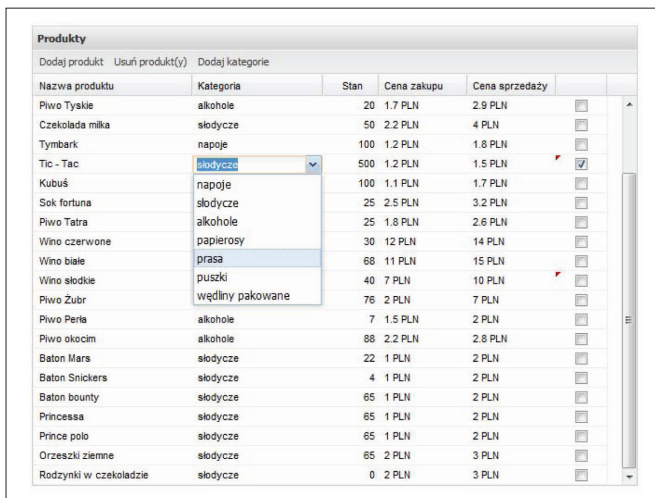 Produkty
Dodaj produkt Usuń produkt(y) Dodaj kategorie
Nazwa produktu Kategoria Stan Cena zakupu Cena sprzedaży
Piwo Tyskie alkohole 20 1.7 PLN 2.9 PLN
Czekolada milka słodycze 50 2.2 PLN 4 PLN
Tymbark napoje 100 1.2 PLN 1.8 PLN
Tic - Tac słodycze 500 1.2 PLN 1.5 PLN
Kubuś napoje 100 1.1 PLN 1.7 PLN
Sok fortuna słodycze 25 2.5 PLN 3.2 PLN
Piwo Tatra alkohole 25 1.8 PLN 2.6 PLN
Wino czerwone papierosy 30 12 PLN 14 PLN
Wino białe prasa 68 11 PLN 15 PLN
Wino słodkie puszki 40 7 PLN 10 PLN
Piwo Żubr wędliny pakowane 76 2 PLN 7 PLN
Piwo Perła alkohole 7 1.5 PLN 2 PLN
Piwo okocim alkohole 88 2.2 PLN 2.8 PLN
Baton Mars słodycze 22 1 PLN 2 PLN
Baton Snickers słodycze 4 1 PLN 2 PLN
Baton bounty słodycze 65 1 PLN 2 PLN
Princessa słodycze 65 1 PLN 2 PLN
Prince polo słodycze 65 1 PLN 2 PLN
Orzeszki ziemne słodycze 65 2 PLN 3 PLN
Rodzynki w czekoladzie słodycze 0 2 PLN 3 PLN